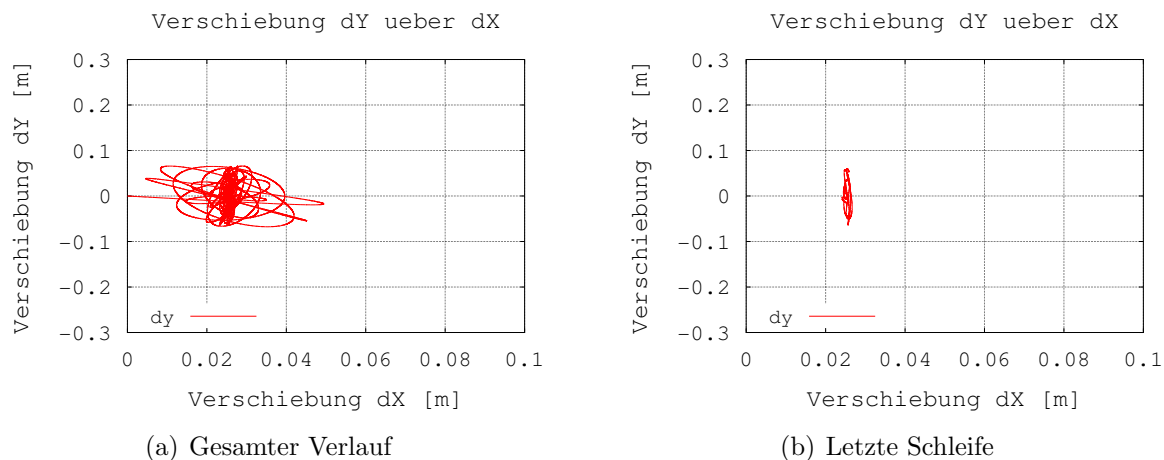 Verschiebung dY ueber dX
Verschiebung dY [m]
0.3
0.2
0.1
0
-0.1
-0.2
-0.3
dy
0 0.02 0.04 0.06 0.08 0.1
Verschiebung dX [m]
(a) Gesamter Verlauf
Verschiebung dY ueber dX
Verschiebung dY [m]
0.3
0.2
0.1
0
-0.1
-0.2
-0.3
dy
0 0.02 0.04 0.06 0.08 0.1
Verschiebung dX [m]
(b) Letzte Schleife